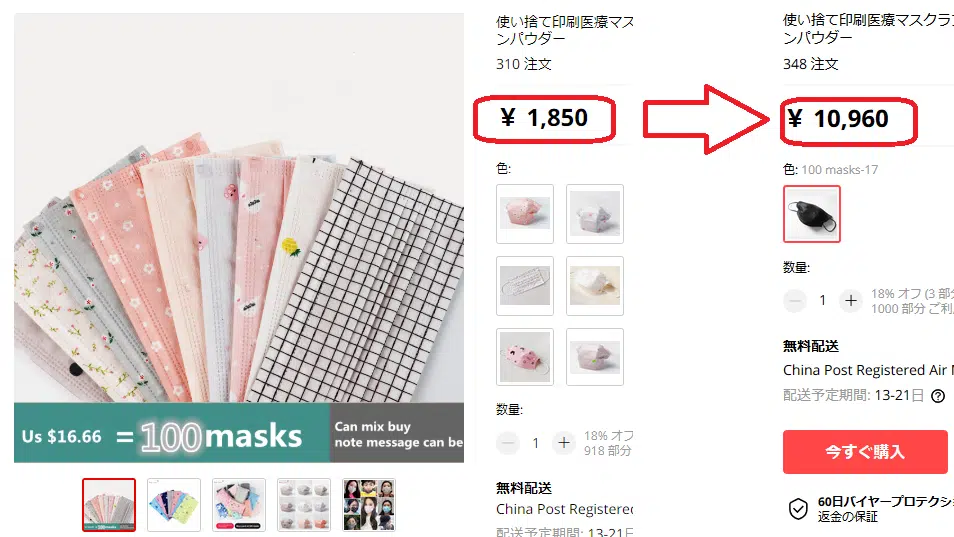 Us $16.66 = 100masks
Can mix buy
note message can be
使い捨て印刷医療マス
ンパウダー
310 注文
¥ 1,850
色:
数量:
1
18% オフ
918 部分
無料配送
China Post Registered
配送予定期間: 13-21日
使い捨て印刷医療マスクラ
ンパウダー
348 注文
¥ 10,960
色: 100 masks-17
数量:
1
18% オフ (3 部分
1000 部分 ご利用
無料配送
China Post Registered Air
配送予定期間: 13-21日
今すぐ購入
60日バイヤープロテクショ
返金の保証